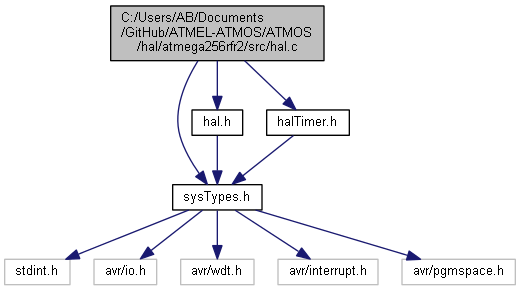 C:/Users/AB/Documents
/GitHub/ATMEL-ATMOS/ATMOS
/hal/atmega256rfr2/src/hal.c
hal.h
halTimer.h
sysTypes.h
stdint.h
avr/io.h
avr/wdt.h
avr/interrupt.h
avr/pgmspace.h